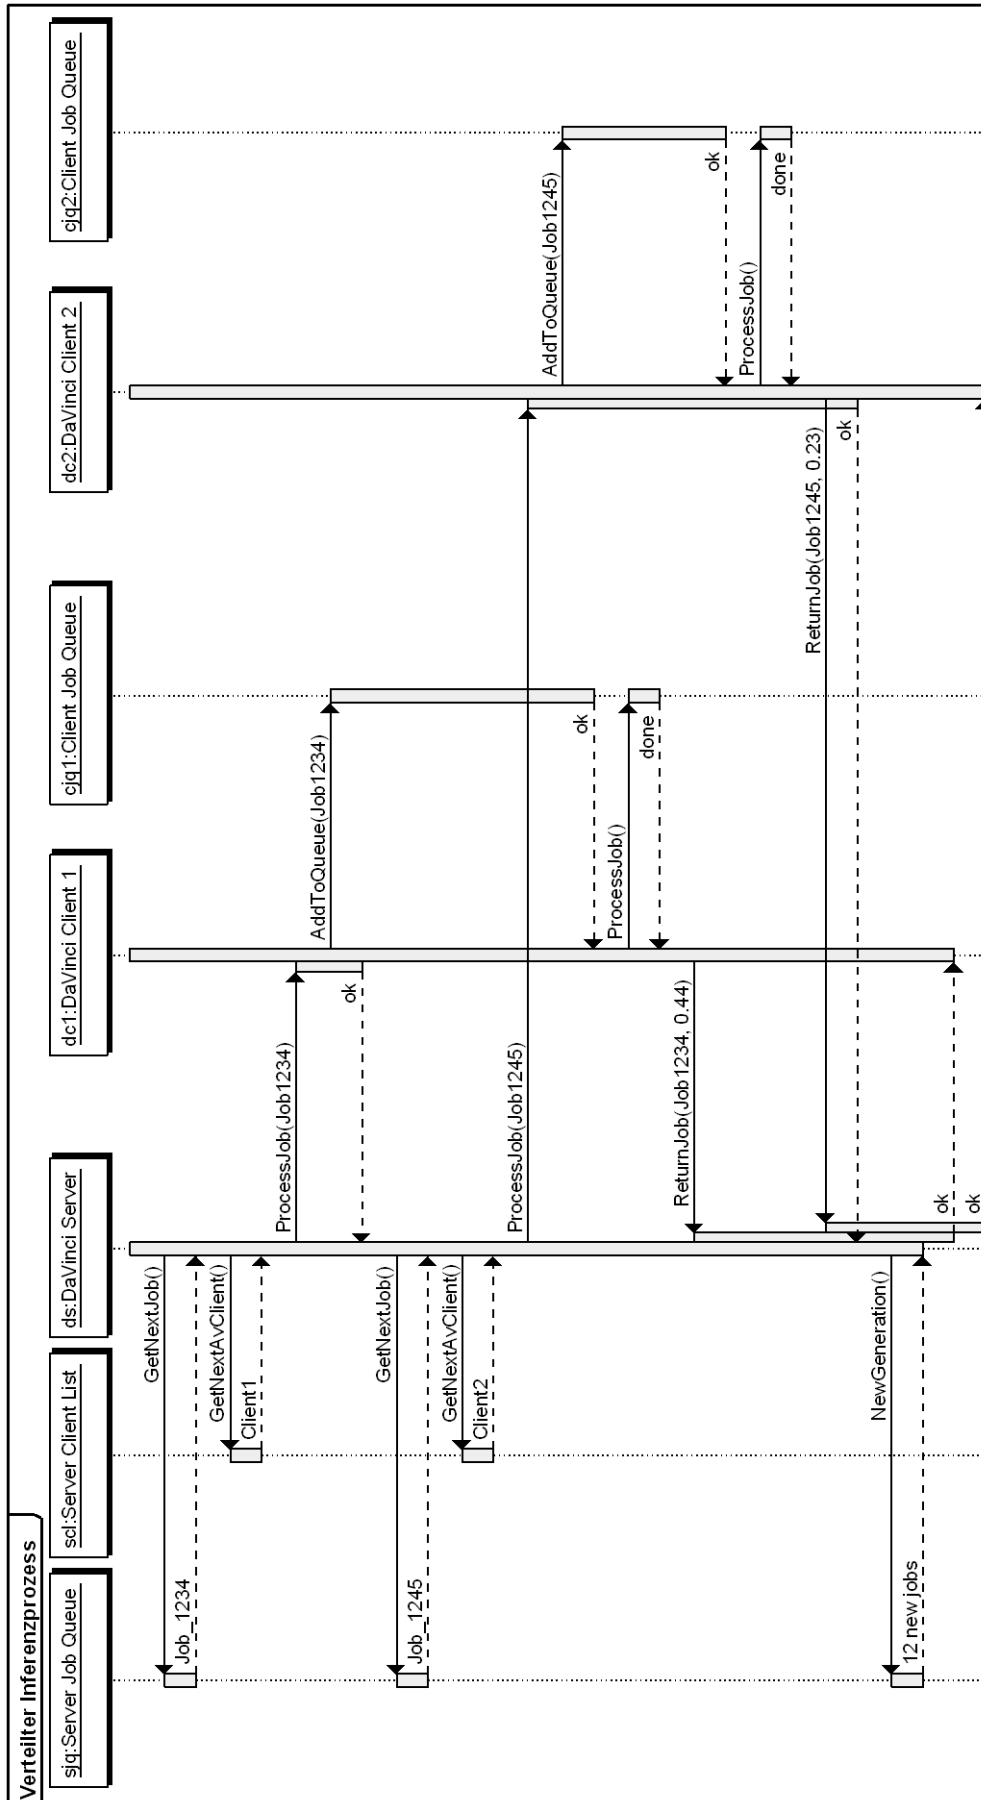 Verteilter Inferenzprozess
sjq:Server Job Queue
scl:Server Client List
ds:DaVinci Server
dc1:DaVinci Client 1
cjq1:Client Job Queue
dc2:DaVinci Client 2
cjq2:Client Job Queue
GetNextJob()
Job_1234
GetNextAvClient()
Client1
ProcessJob(Job1234)
AddToQueue(Job1234)
ok
GetNextJob()
Job_1245
GetNextAvClient()
Client2
ProcessJob(Job1245)
AddToQueue(Job1245)
ok
ProcessJob()
done
ReturnJob(Job1234, 0.44)
ok
ProcessJob()
done
ReturnJob(Job1245, 0.23)
ok
NewGeneration()
12 new jobs
ok
ok